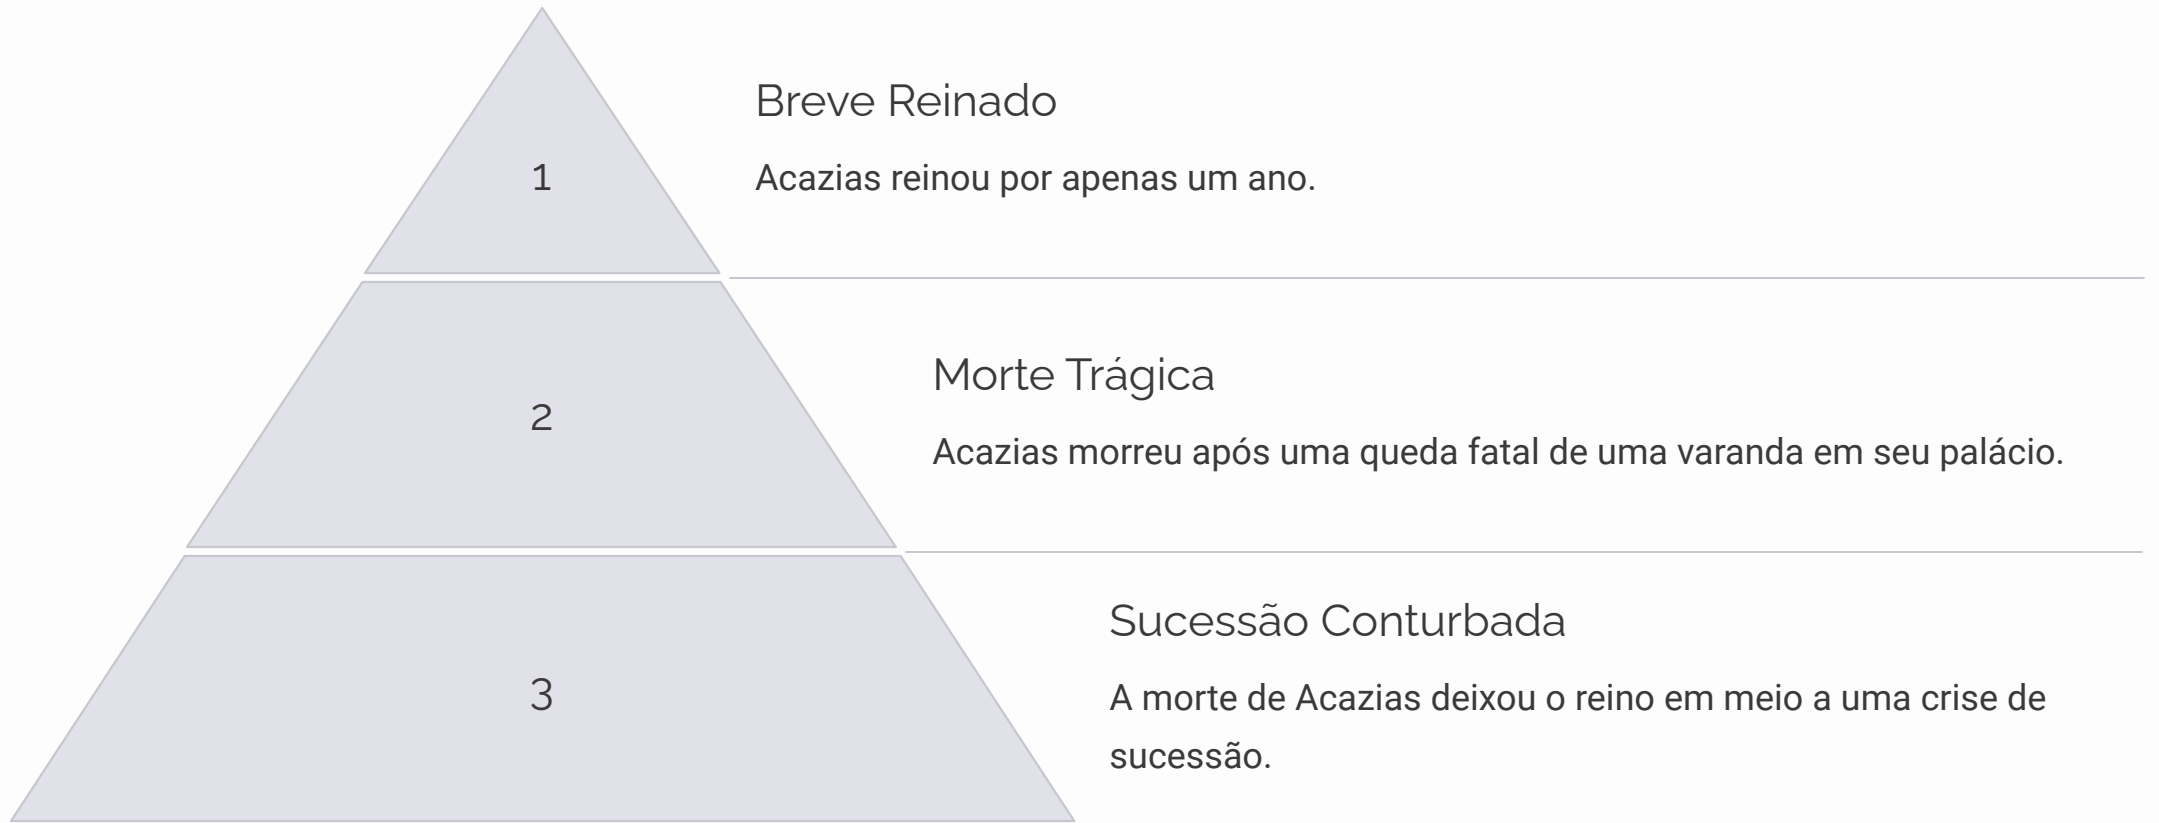 1
Breve Reinado
Acazias reinou por apenas um ano.
2
Morte Trágica
Acazias morreu após uma queda fatal de uma varanda em seu palácio.
3
Sucessão Conturbada
A morte de Acazias deixou o reino em meio a uma crise de
sucessão.